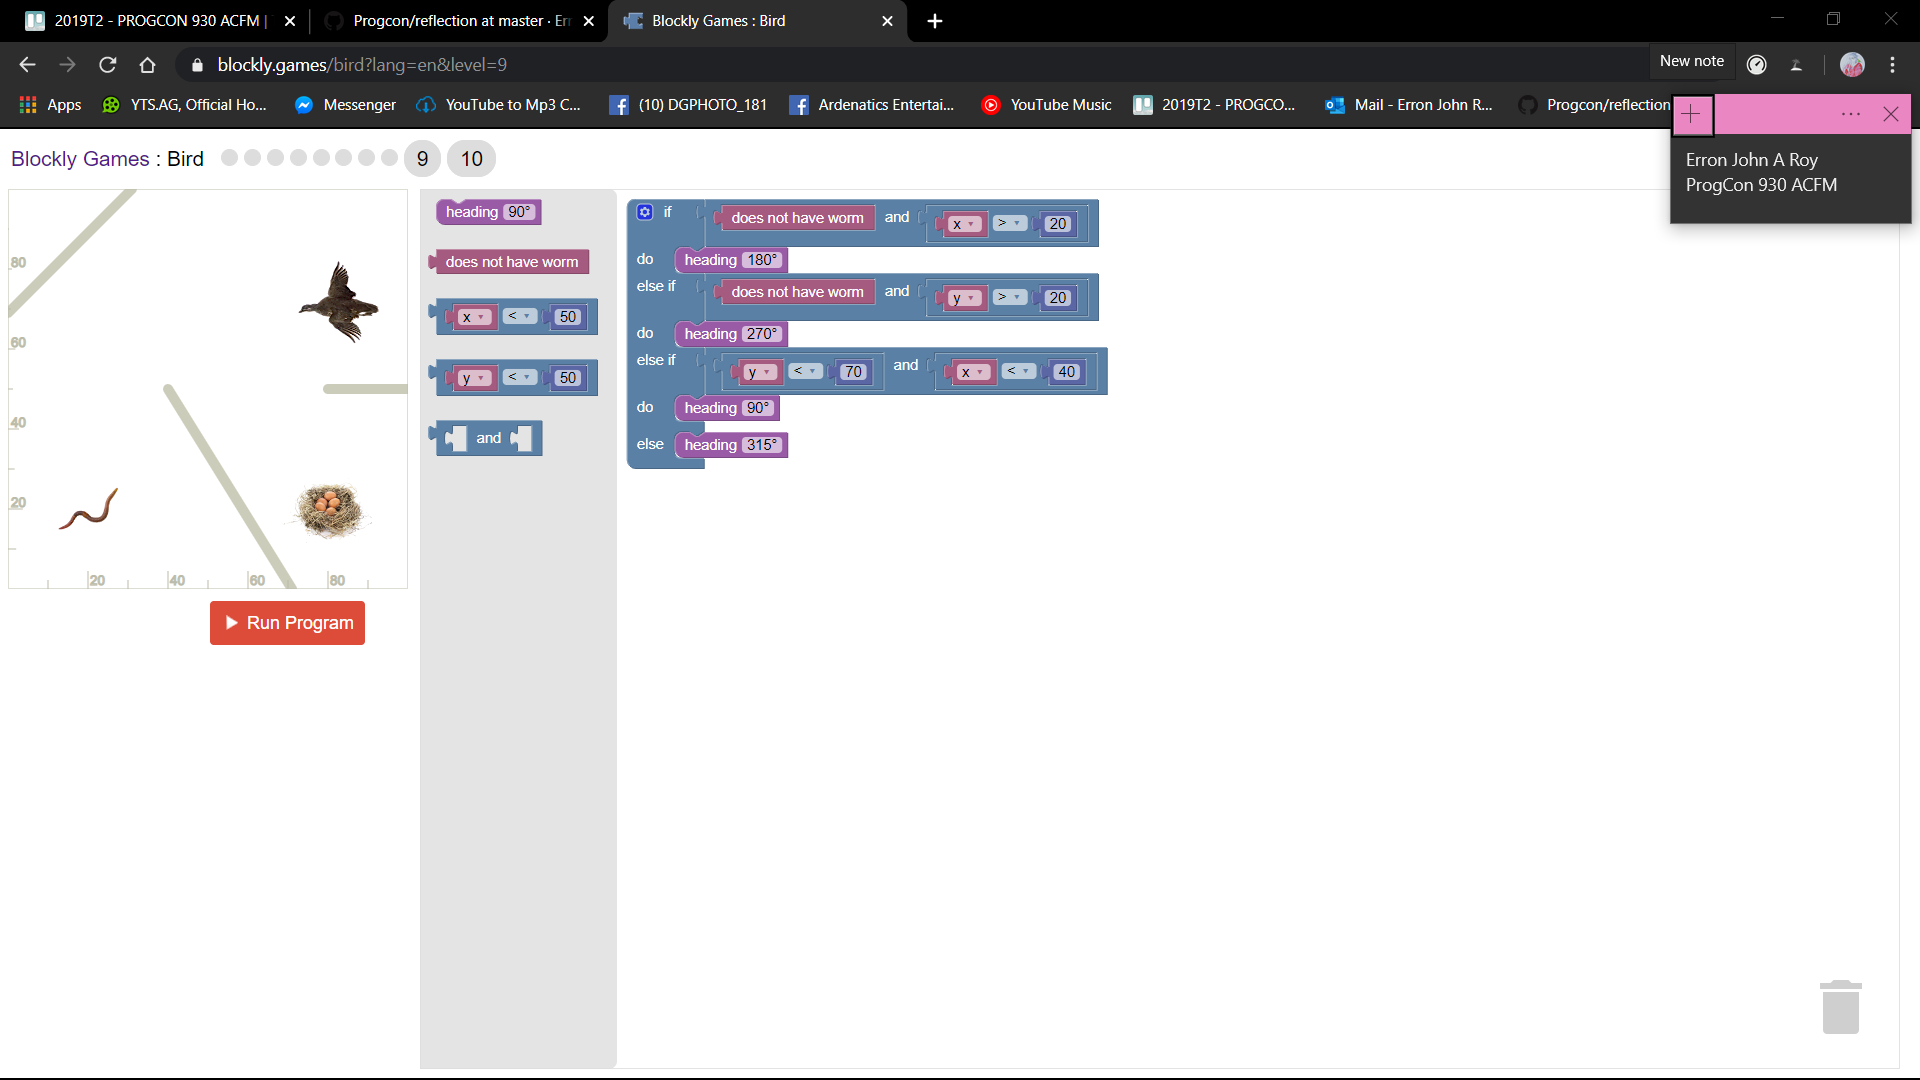 2019T2 - PROGCON 930 ACFM |
Progcon/reflection at master · Er
Blockly Games : Bird
blockly.games/bird?lang=en&level=9
New note
Apps
YTS.AG, Official Ho...
Messenger
YouTube to Mp3 C...
(10) DGPHOTO_181
Ardenatics Entertai...
YouTube Music
2019T2 - PROGCO...
Mail - Erron John R...
Progcon/reflection
Erron John A Roy
ProgCon 930 ACFM
Blockly Games : Bird
9
10
80
60
40
20
20
40
60
80
Run Program
heading 90°
does not have worm
x < 50
y < 50
and
if does not have worm and x > 20
do heading 180°
else if does not have worm and y > 20
do heading 270°
else if y < 70 and x < 40
do heading 90°
else heading 315°